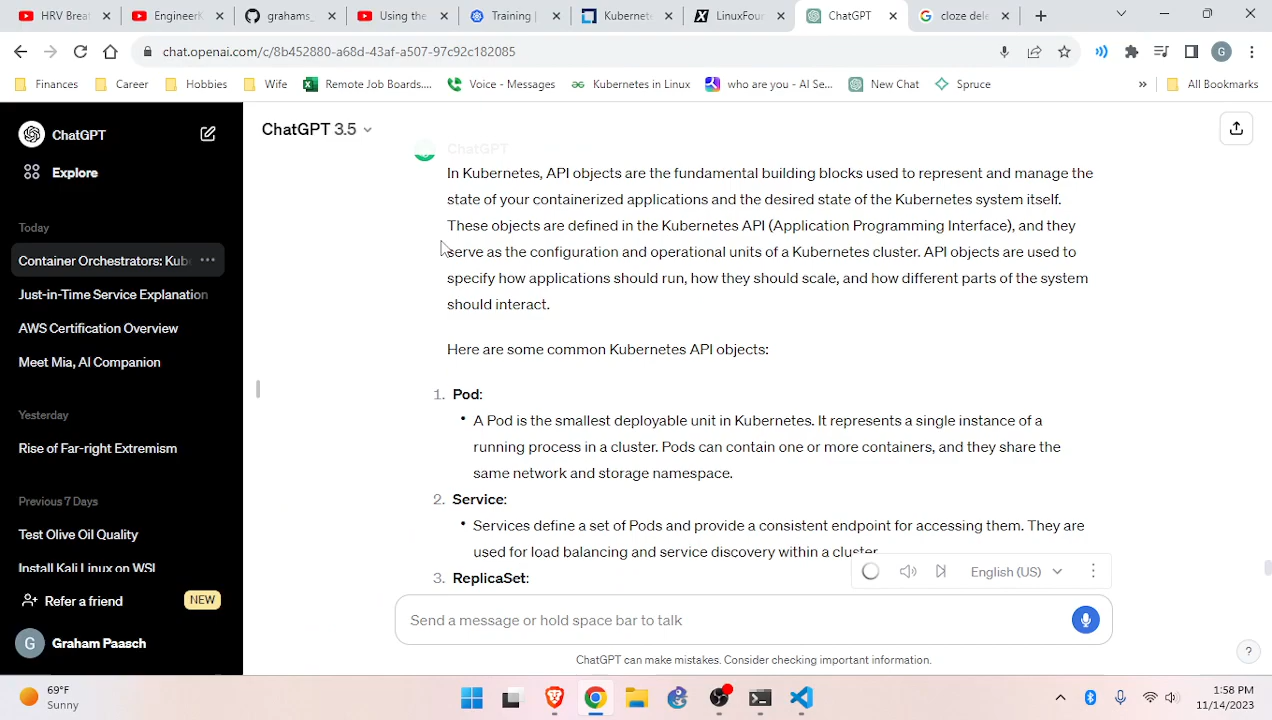 HRV Breat
EngineerK
grahams_
Using the
Training |
Kubernet
LinuxFour
ChatGPT
cloze dele
chat.openai.com/c/8b452880-a68d-43af-a507-97c92c182085
G
Finances
Career
Hobbies
Wife
Remote Job Boards....
Voice - Messages
Kubernetes in Linux
who are you - AI Se...
New Chat
Spruce
»
All Bookmarks
ChatGPT
Explore
Today
Container Orchestrators: Kub
Just-in-Time Service Explanation
AWS Certification Overview
Meet Mia, AI Companion
Yesterday
Rise of Far-right Extremism
Previous 7 Days
Test Olive Oil Quality
Install Kali Linux on WSL
Refer a friend
NEW
G
Graham Paasch
ChatGPT 3.5
ChatGPT
In Kubernetes, API objects are the fundamental building blocks used to represent and manage the
state of your containerized applications and the desired state of the Kubernetes system itself.
These objects are defined in the Kubernetes API (Application Programming Interface), and they
serve as the configuration and operational units of a Kubernetes cluster. API objects are used to
specify how applications should run, how they should scale, and how different parts of the system
should interact.
Here are some common Kubernetes API objects:
1. Pod:
• A Pod is the smallest deployable unit in Kubernetes. It represents a single instance of a
running process in a cluster. Pods can contain one or more containers, and they share the
same network and storage namespace.
2. Service:
• Services define a set of Pods and provide a consistent endpoint for accessing them. They are
used for load balancing and service discovery within a cluster.
3. ReplicaSet:
English (US)
Send a message or hold space bar to talk
ChatGPT can make mistakes. Consider checking important information.
?
69°F
Sunny
1:58 PM
11/14/2023